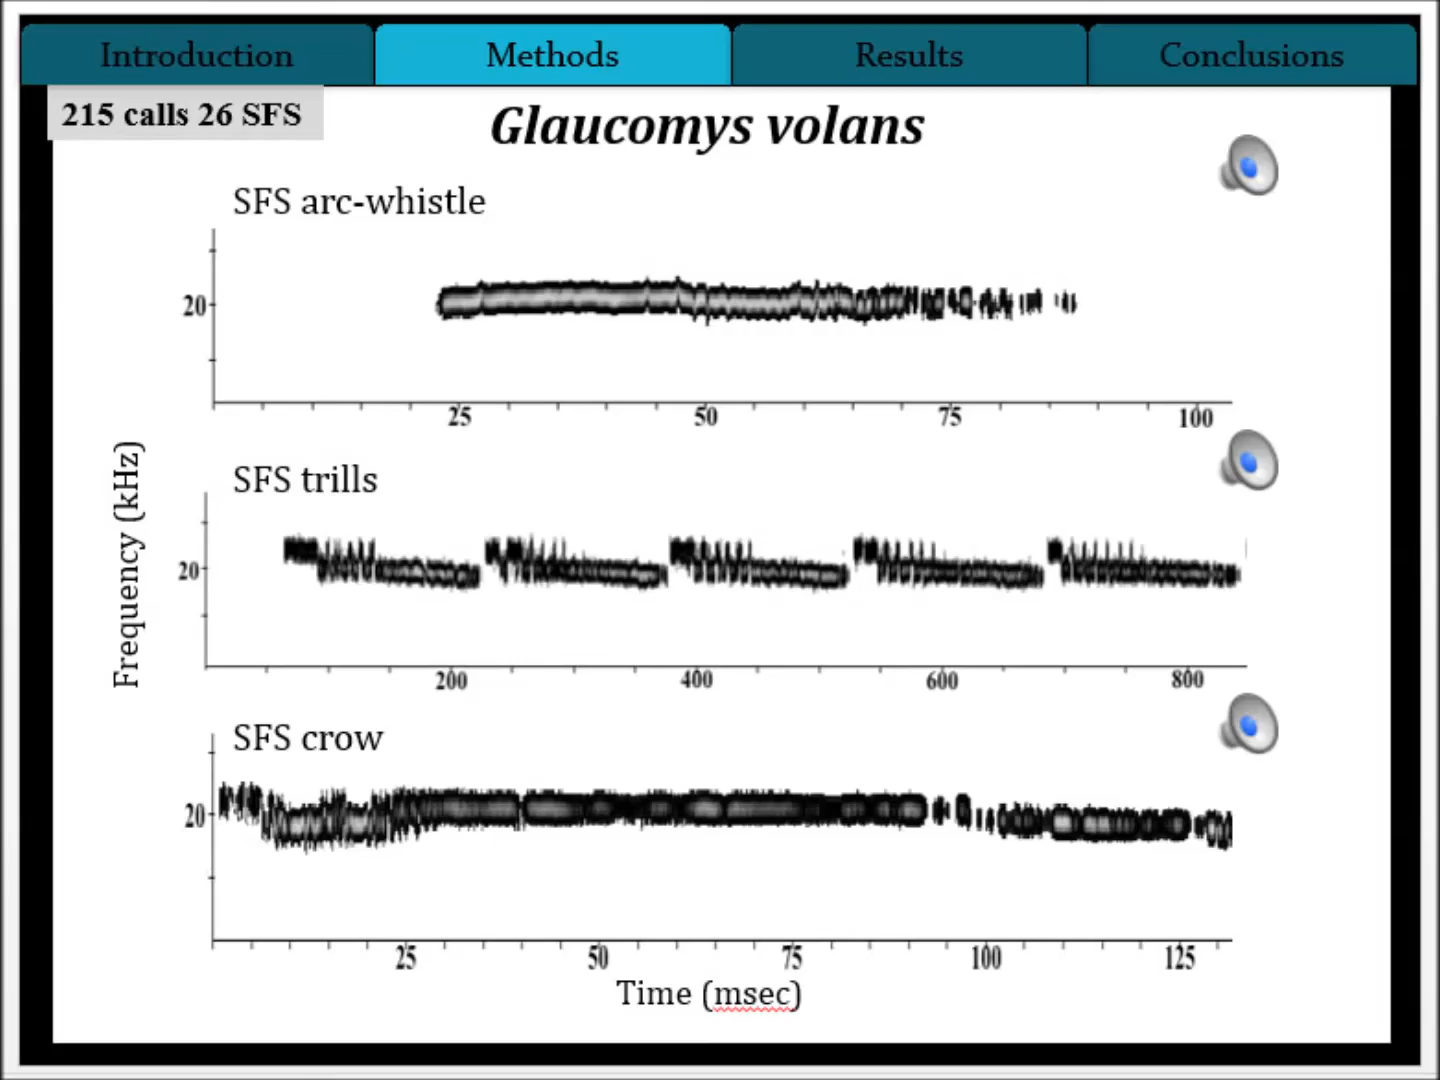 Introduction
Methods
Results
Conclusions
215 calls 26 SFS
Glaucomys volans
SFS arc-whistle
20
25 50 75 100
Frequency (kHz)
SFS trills
20
200 400 600 800
SFS crow
20
25 50 75 100 125
Time (msec)